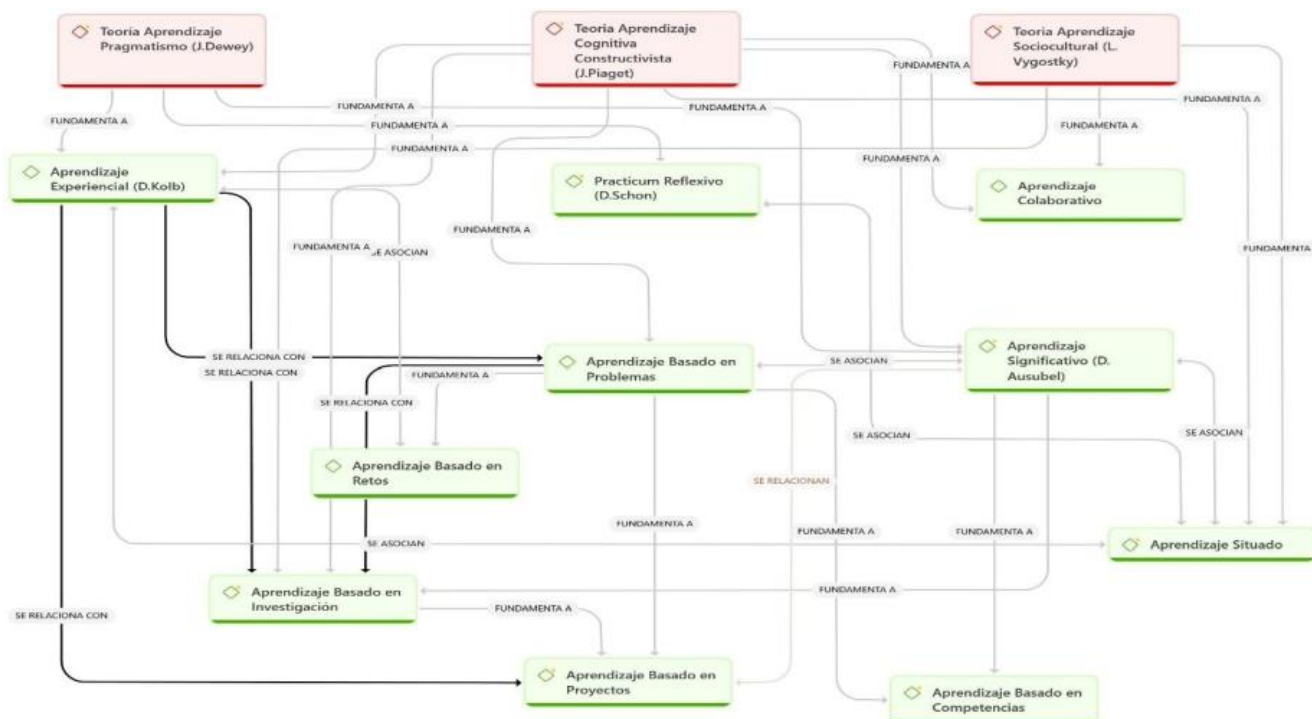 Teoría Aprendizaje
Pragmatismo (J.Dewey)
Teoria Aprendizaje
Cognitiva
Constructivista
(J.Piaget)
Teoria Aprendizaje
Sociocultural (L.
Vygostky)
FUNDAMENTA A
FUNDAMENTA A
FUNDAMENTA A
FUNDAMENTA A
FUNDAMENTA A
FUNDAMENTA A
FUNDAMENTA A
FUNDAMENTA A
FUNDAMENTA A
FUNDAMENTA A
Aprendizaje
Experiencial (D.Kolb)
Practicum Reflexivo
(D.Schon)
Aprendizaje
Colaborativo
FUNDAMENTA A
FUNDAMENTA A
SE ASOCIAN
FUNDAMENTA
SE RELACIONA CON
SE RELACIONA CON
SE RELACIONA CON
Aprendizaje Basado en
Problemas
SE ASOCIAN
Aprendizaje
Significativo (D.
Ausubel)
FUNDAMENTA A
SE ASOCIAN
SE ASOCIAN
Aprendizaje Basado en
Retos
SE RELACIONAN
FUNDAMENTA A
FUNDAMENTA A
FUNDAMENTA A
SE ASOCIAN
Aprendizaje Situado
Aprendizaje Basado en
Investigación
FUNDAMENTA A
SE RELACIONA CON
FUNDAMENTA A
Aprendizaje Basado en
Proyectos
Aprendizaje Basado en
Competencias